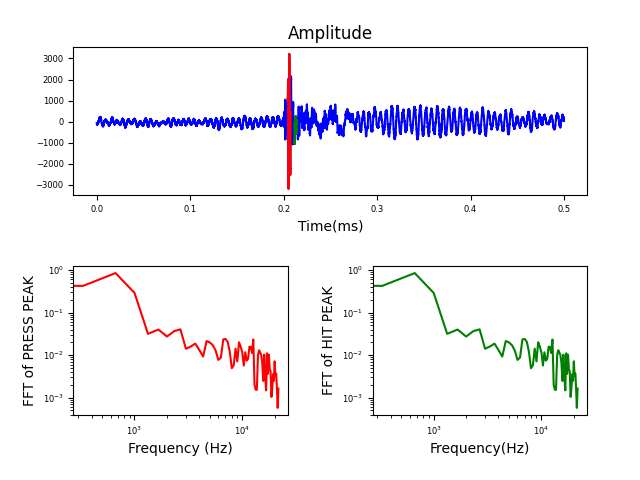 Amplitude
3000
2000
1000
0
−1000
−2000
−3000
0.0 0.1 0.2 0.3 0.4 0.5
Time(ms)
FFT of PRESS PEAK
10⁰
10⁻¹
10⁻²
10⁻³
10³ 10⁴
Frequency (Hz)
FFT of HIT PEAK
10⁰
10⁻¹
10⁻²
10⁻³
10³ 10⁴
Frequency(Hz)